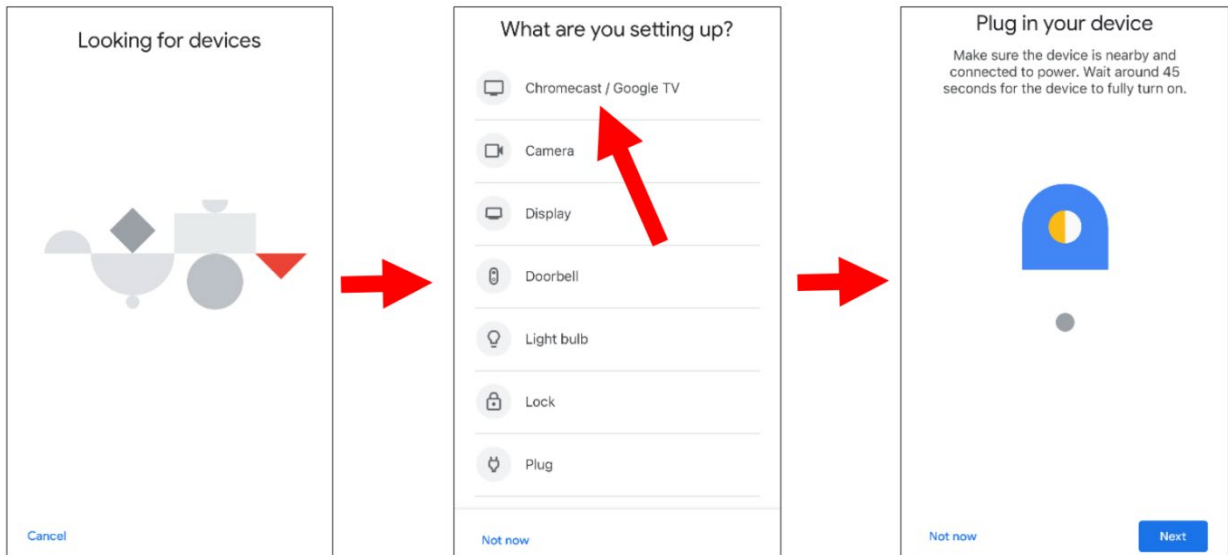 Looking for devices
Cancel
What are you setting up?
Chromecast / Google TV
Camera
Display
Doorbell
Light bulb
Lock
Plug
Not now
Plug in your device
Make sure the device is nearby and
connected to power. Wait around 45
seconds for the device to fully turn on.
Not now
Next